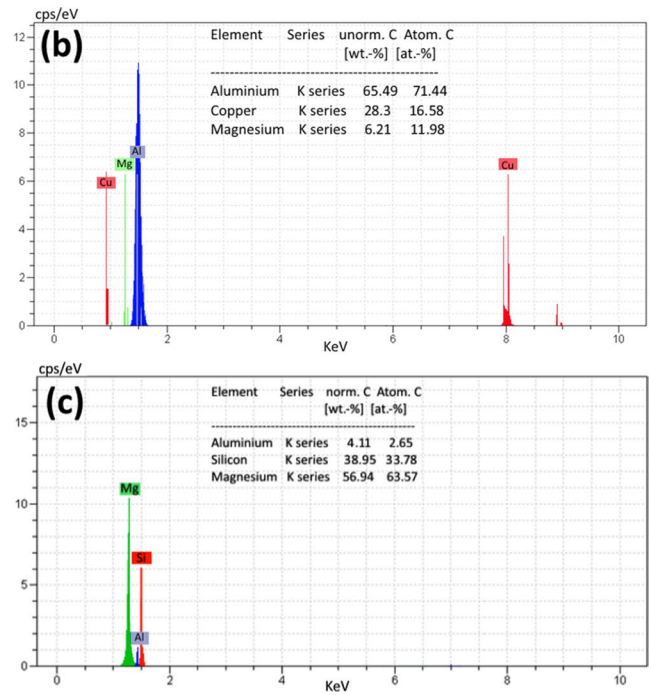 cps/eV
(b)
Element Series unorm. C Atom. C
[wt.-%] [at.-%]
--------------------------------------------
Aluminium K series 65.49 71.44
Copper K series 28.3 16.58
Magnesium K series 6.21 11.98
12
10
8
6
4
2
0
Cu
Mg
Al
Cu
0 2 4 6 8 10
KeV
cps/eV
(c)
Element Series norm. C Atom. C
[wt.-%] [at.-%]
--------------------------------------------
Aluminium K series 4.11 2.65
Silicon K series 38.95 33.78
Magnesium K series 56.94 63.57
15
10
5
0
Mg
Si
Al
0 2 4 6 8 10
KeV